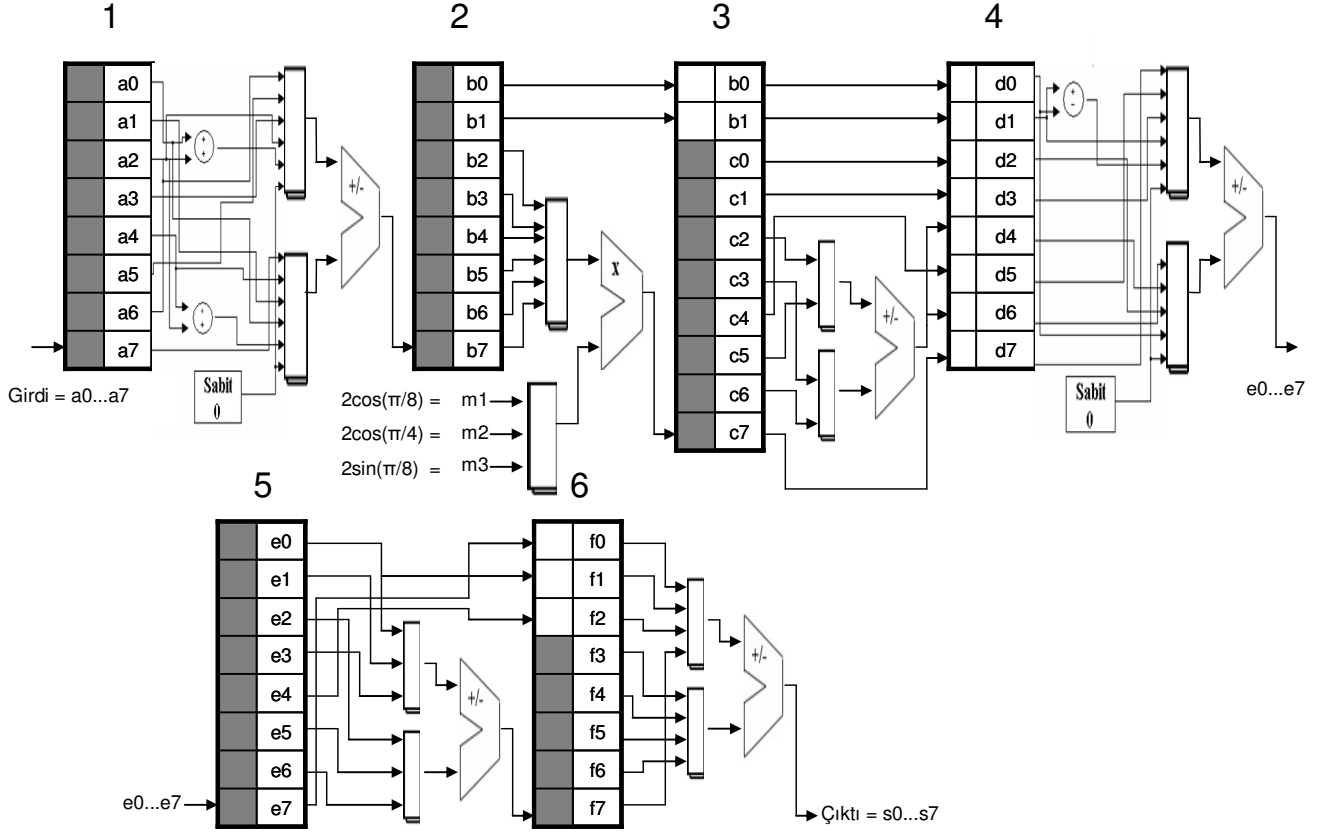 1
2
3
4
a0
a1
a2
a3
a4
a5
a6
a7
+
+
+
+
+/-
Sabit
0
Girdi = a0...a7
b0
b1
b2
b3
b4
b5
b6
b7
x
2cos(π/8) = m1
2cos(π/4) = m2
2sin(π/8) = m3
b0
b1
c0
c1
c2
c3
c4
c5
c6
c7
+/-
d0
d1
d2
d3
d4
d5
d6
d7
+
-
+/-
Sabit
0
e0...e7
5
6
e0
e1
e2
e3
e4
e5
e6
e7
e0...e7
+/-
f0
f1
f2
f3
f4
f5
f6
f7
+/-
Çıktı = s0...s7